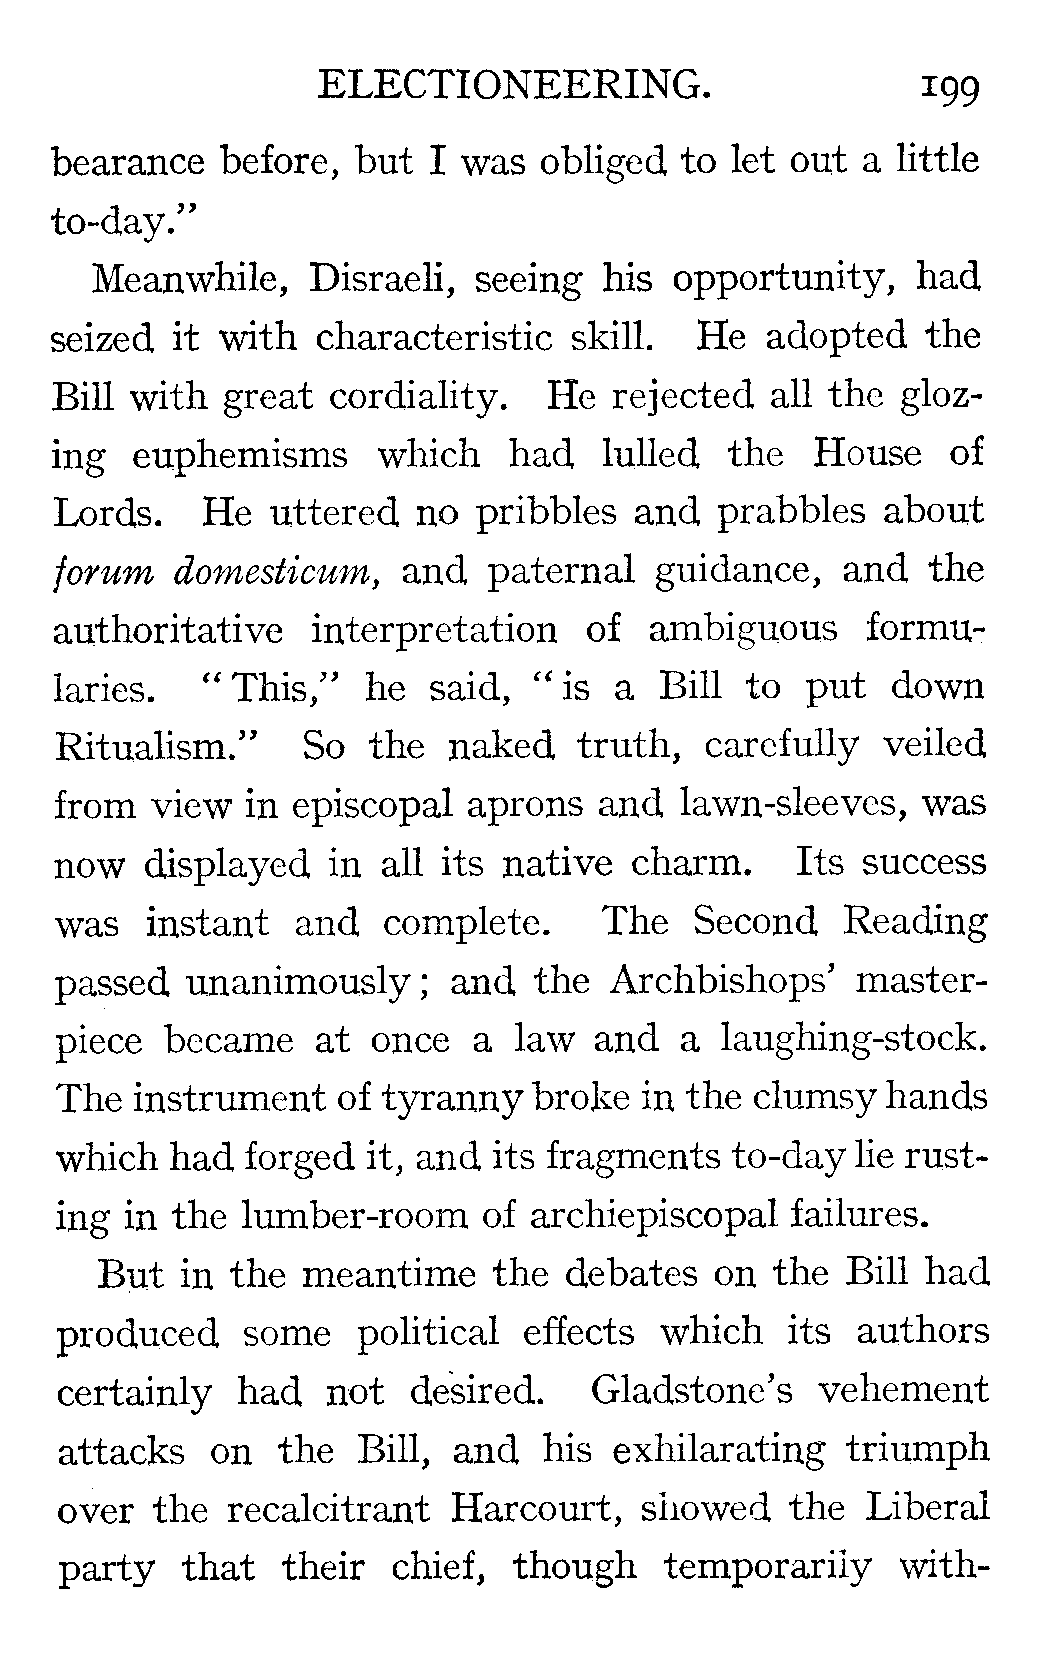 ELECTIONEERING. 199
bearance before, but I was obliged to let out a little
to-day.”
Meanwhile, Disraeli, seeing his opportunity, had
seized it with characteristic skill. He adopted the
Bill with great cordiality. He rejected all the gloz-
ing euphemisms which had lulled the House of
Lords. He uttered no pribbles and prabbles about
forum domesticum, and paternal guidance, and the
authoritative interpretation of ambiguous formu-
laries. “This,” he said, “is a Bill to put down
Ritualism.” So the naked truth, carefully veiled
from view in episcopal aprons and lawn-sleeves, was
now displayed in all its native charm. Its success
was instant and complete. The Second Reading
passed unanimously; and the Archbishops’ master-
piece became at once a law and a laughing-stock.
The instrument of tyranny broke in the clumsy hands
which had forged it, and its fragments to-day lie rust-
ing in the lumber-room of archiepiscopal failures.
But in the meantime the debates on the Bill had
produced some political effects which its authors
certainly had not desired. Gladstone’s vehement
attacks on the Bill, and his exhilarating triumph
over the recalcitrant Harcourt, showed the Liberal
party that their chief, though temporarily with-